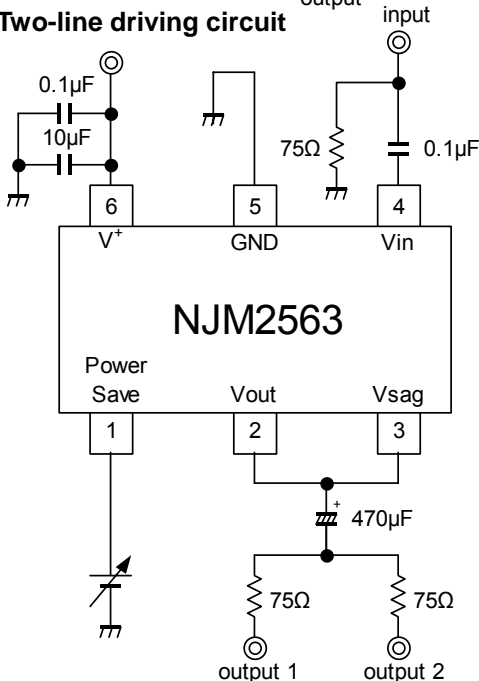 output
input
Two-line driving circuit
0.1µF
10µF
75Ω
0.1µF
6
5
4
V+
GND
Vin
NJM2563
Power
Save
Vout
Vsag
1
2
3
+
470µF
75Ω
75Ω
output 1
output 2